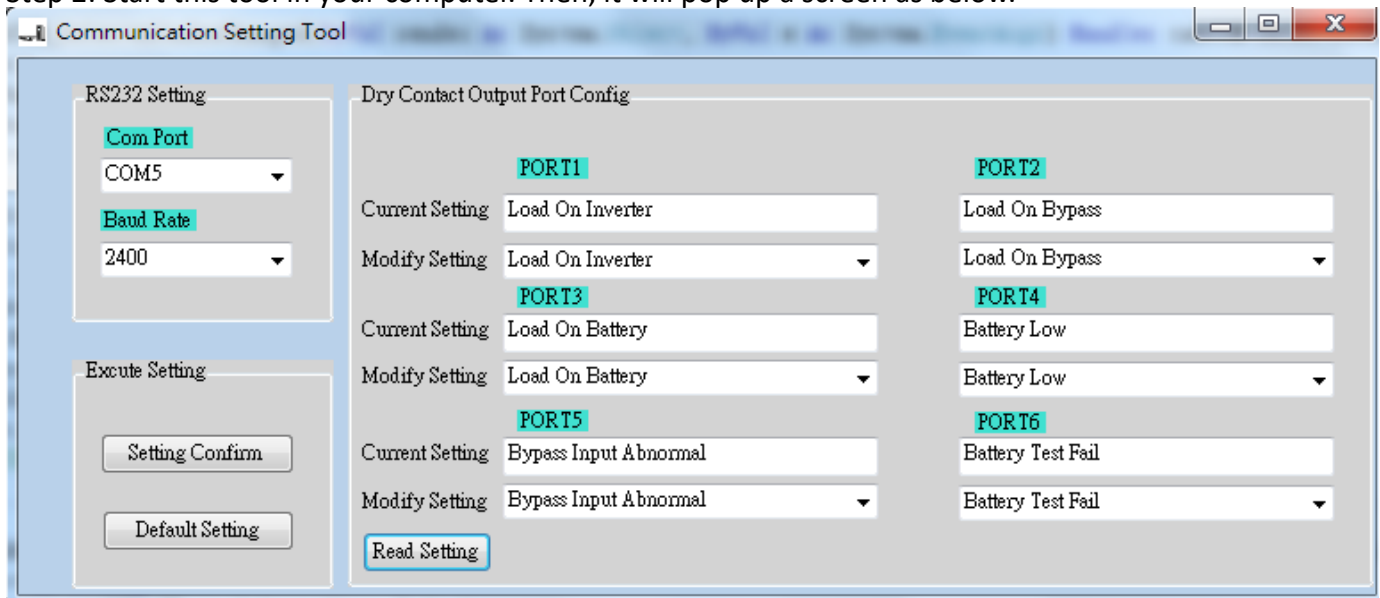 Step 2: Start this tool in your computer. Then, it will pop up a screen as below.
Communication Setting Tool
RS232 Setting
Com Port
COM5
Baud Rate
2400
Excute Setting
Setting Confirm
Default Setting
Dry Contact Output Port Config
PORT1 PORT2
Current Setting Load On Inverter Load On Bypass
Modify Setting Load On Inverter Load On Bypass
PORT3 PORT4
Current Setting Load On Battery Battery Low
Modify Setting Load On Battery Battery Low
PORT5 PORT6
Current Setting Bypass Input Abnormal Battery Test Fail
Modify Setting Bypass Input Abnormal Battery Test Fail
Read Setting